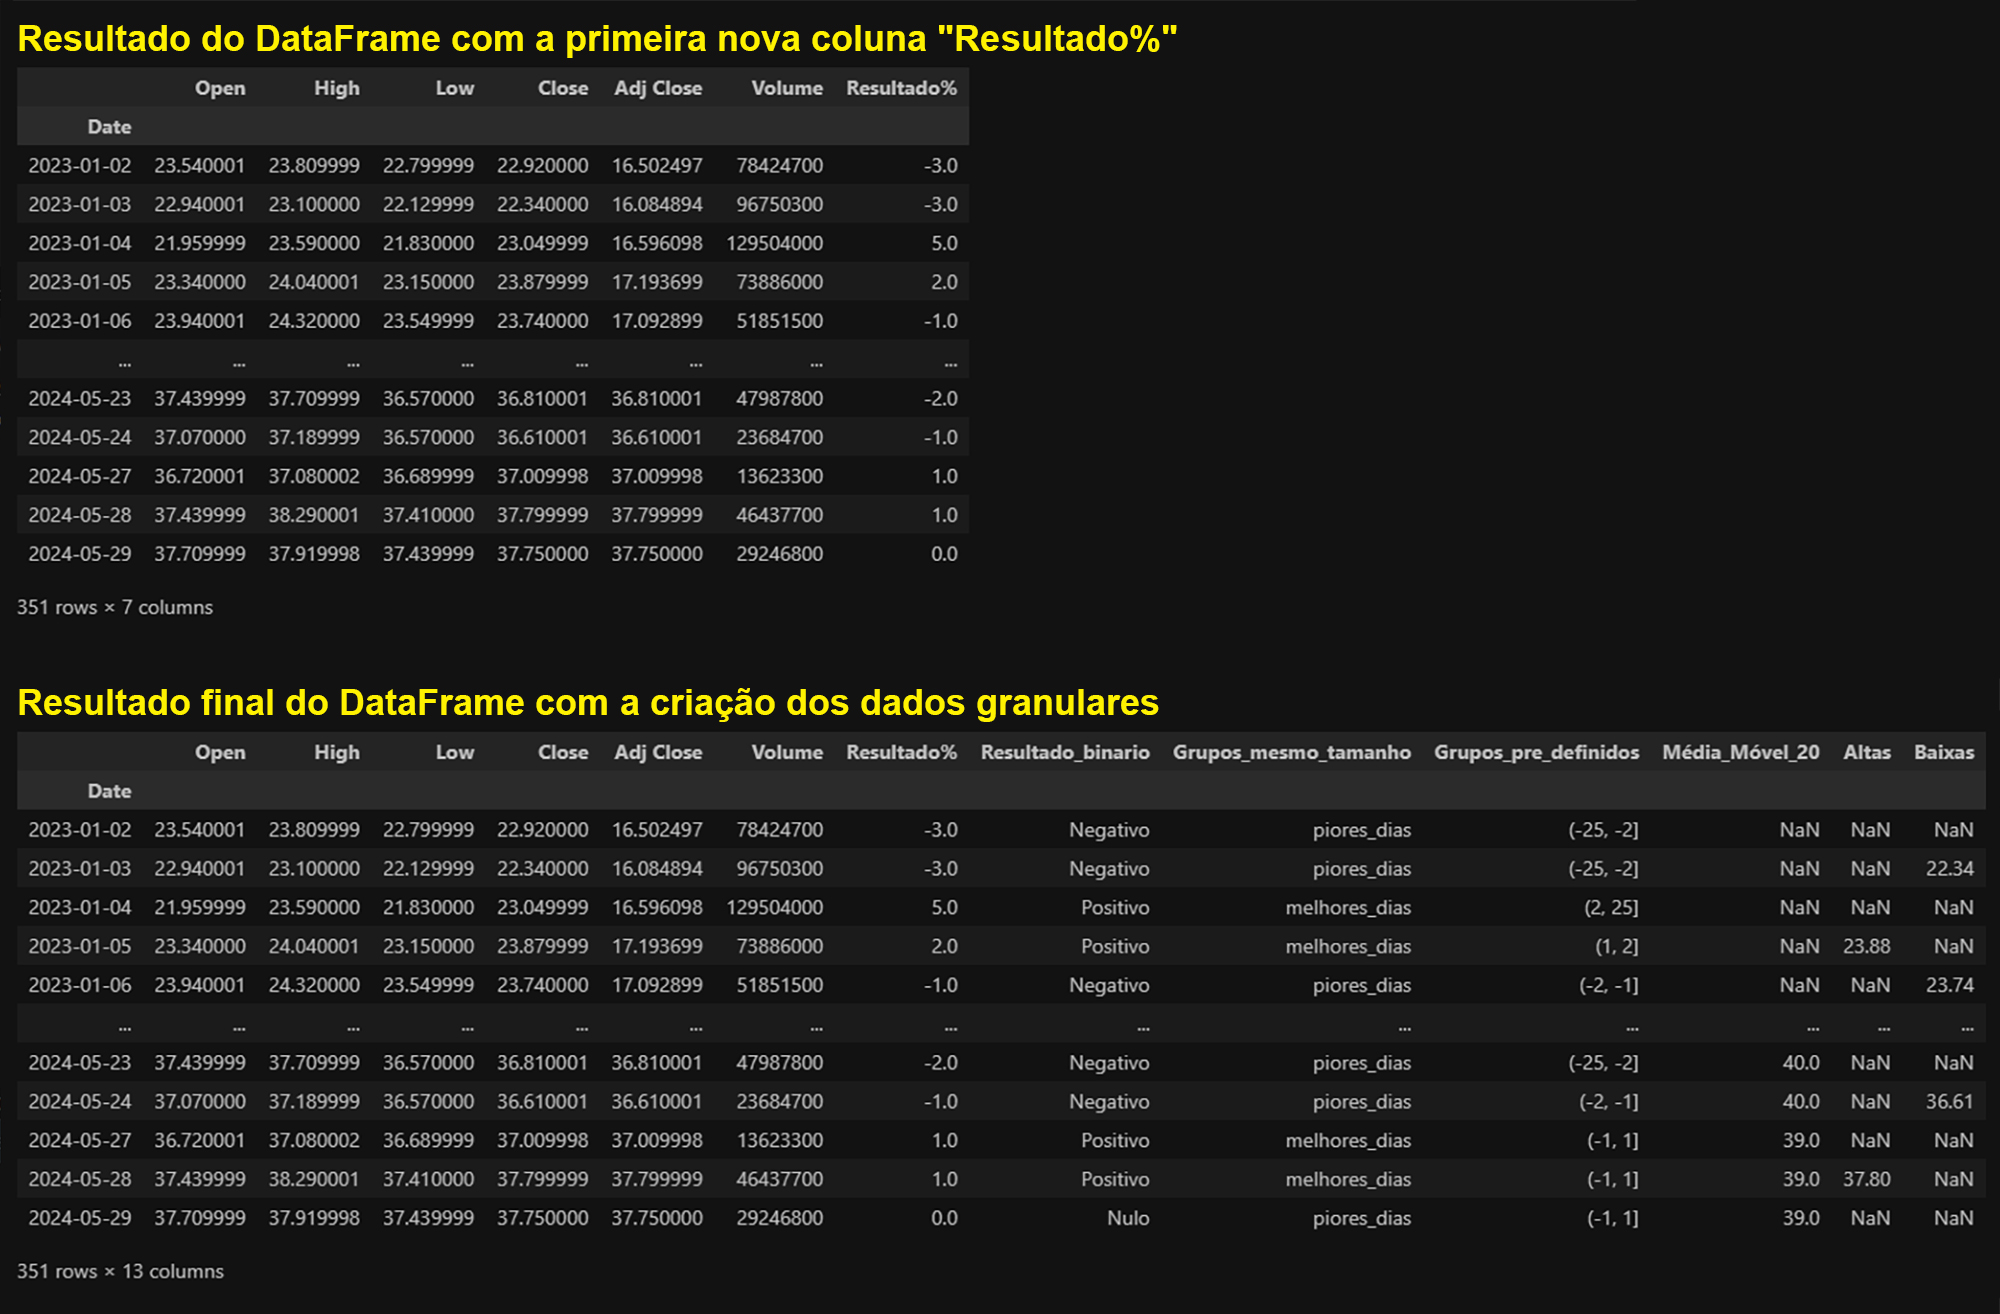 Resultado do DataFrame com a primeira nova coluna "Resultado%"
Open High Low Close Adj Close Volume Resultado%
Date
2023-01-02 23.540001 23.809999 22.799999 22.920000 16.502497 78424700 -3.0
2023-01-03 22.940001 23.100000 22.129999 22.340000 16.084894 96750300 -3.0
2023-01-04 21.959999 23.590000 21.830000 23.049999 16.596098 129504000 5.0
2023-01-05 23.340000 24.040001 23.150000 23.879999 17.193699 73886000 2.0
2023-01-06 23.940001 24.320000 23.549999 23.740000 17.092899 51851500 -1.0
... ... ... ... ... ... ... ...
2024-05-23 37.439999 37.709999 36.570000 36.810001 36.810001 47987800 -2.0
2024-05-24 37.070000 37.189999 36.570000 36.610001 36.610001 23684700 -1.0
2024-05-27 36.720001 37.080002 36.689999 37.009998 37.009998 13623300 1.0
2024-05-28 37.439999 38.290001 37.410000 37.799999 37.799999 46437700 1.0
2024-05-29 37.709999 37.919998 37.439999 37.750000 37.750000 29246800 0.0
351 rows × 7 columns
Resultado final do DataFrame com a criação dos dados granulares
Open High Low Close Adj Close Volume Resultado% Resultado_binario Grupos_mesmo_tamanho Grupos_pre_definidos Média_Móvel_20 Altas Baixas
Date
2023-01-02 23.540001 23.809999 22.799999 22.920000 16.502497 78424700 -3.0 Negativo piores_dias (-25, -2] NaN NaN NaN
2023-01-03 22.940001 23.100000 22.129999 22.340000 16.084894 96750300 -3.0 Negativo piores_dias (-25, -2] NaN NaN 22.34
2023-01-04 21.959999 23.590000 21.830000 23.049999 16.596098 129504000 5.0 Positivo melhores_dias (2, 25] NaN NaN NaN
2023-01-05 23.340000 24.040001 23.150000 23.879999 17.193699 73886000 2.0 Positivo melhores_dias (1, 2] NaN 23.88 NaN
2023-01-06 23.940001 24.320000 23.549999 23.740000 17.092899 51851500 -1.0 Negativo piores_dias (-2, -1] NaN NaN 23.74
... ... ... ... ... ... ... ... ... ... ... ... ... ...
2024-05-23 37.439999 37.709999 36.570000 36.810001 36.810001 47987800 -2.0 Negativo piores_dias (-25, -2] 40.0 NaN NaN
2024-05-24 37.070000 37.189999 36.570000 36.610001 36.610001 23684700 -1.0 Negativo piores_dias (-2, -1] 40.0 NaN 36.61
2024-05-27 36.720001 37.080002 36.689999 37.009998 37.009998 13623300 1.0 Positivo melhores_dias (-1, 1] 39.0 NaN NaN
2024-05-28 37.439999 38.290001 37.410000 37.799999 37.799999 46437700 1.0 Positivo melhores_dias (-1, 1] 39.0 37.80 NaN
2024-05-29 37.709999 37.919998 37.439999 37.750000 37.750000 29246800 0.0 Nulo piores_dias (-1, 1] 39.0 NaN NaN
351 rows × 13 columns